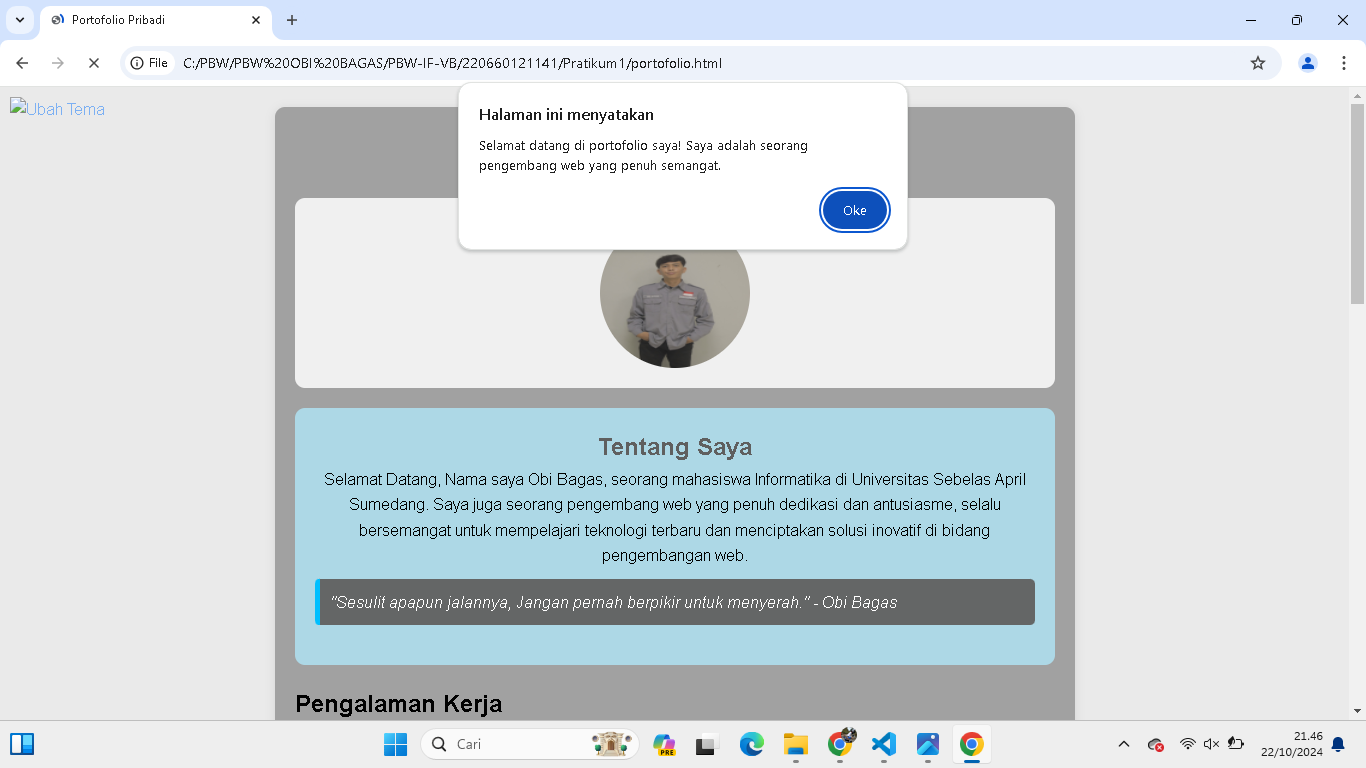 Portofolio Pribadi
File
C:/PBW/PBW%20OBI%20BAGAS/PBW-IF-VB/220660121141/Pratikum1/portofolio.html
Ubah Tema
Halaman ini menyatakan
Selamat datang di portofolio saya! Saya adalah seorang
pengembang web yang penuh semangat.
Oke
Tentang Saya
Selamat Datang, Nama saya Obi Bagas, seorang mahasiswa Informatika di Universitas Sebelas April
Sumedang. Saya juga seorang pengembang web yang penuh dedikasi dan antusiasme, selalu
bersemangat untuk mempelajari teknologi terbaru dan menciptakan solusi inovatif di bidang
pengembangan web.
"Sesulit apapun jalannya, Jangan pernah berpikir untuk menyerah." - Obi Bagas
Pengalaman Kerja
Cari
PRE
21.46
22/10/2024